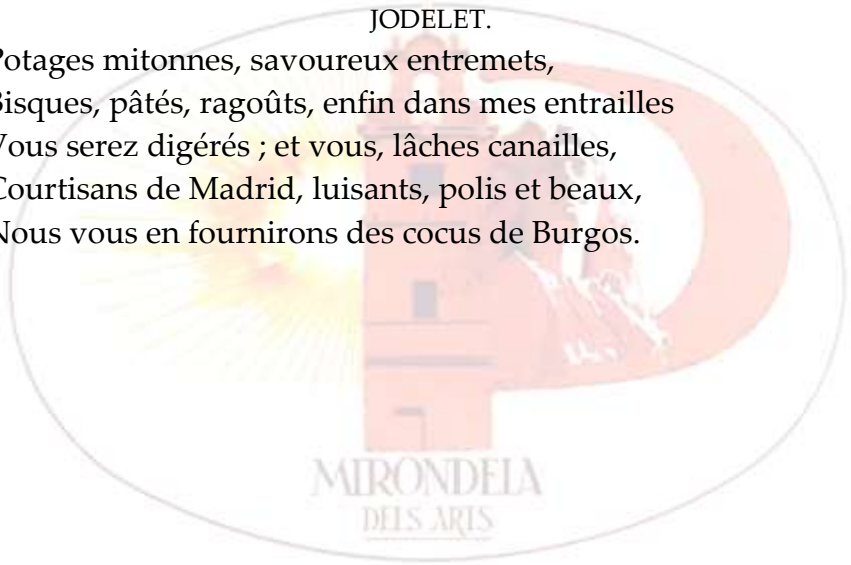 JODELET.
Potages mitonnes, savoureux entremets,
Bisques, pâtés, ragoûts, enfin dans mes entrailles
Vous serez digérés ; et vous, lâches canailles,
Courtisans de Madrid, luisants, polis et beaux,
Nous vous en fournirons des cocus de Burgos.
MIRONDELA
DELS ARTS